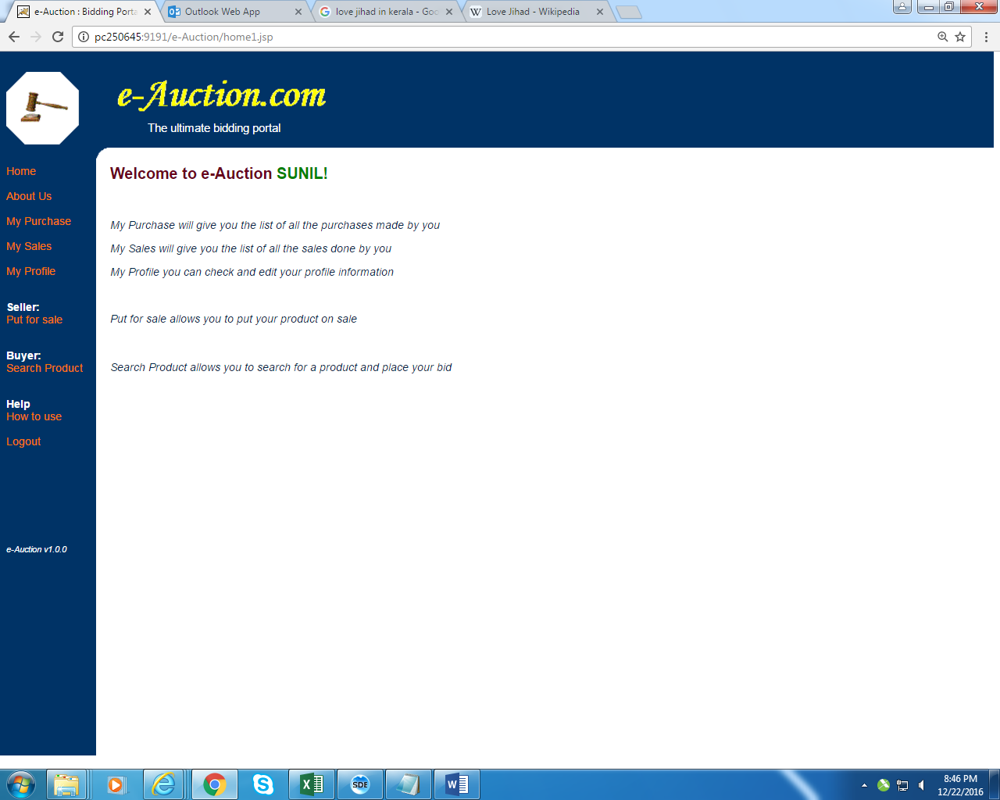 e-Auction : Bidding Porta
Outlook Web App
love jihad in kerala - Goo
Love Jihad - Wikipedia
pc250645:9191/e-Auction/home1.jsp
e-Auction.com
The ultimate bidding portal
Home
About Us
My Purchase
My Sales
My Profile
Seller:
Put for sale
Buyer:
Search Product
Help
How to use
Logout
e-Auction v1.0.0
Welcome to e-Auction SUNIL!
My Purchase will give you the list of all the purchases made by you
My Sales will give you the list of all the sales done by you
My Profile you can check and edit your profile information
Put for sale allows you to put your product on sale
Search Product allows you to search for a product and place your bid
SDE
8:46 PM
12/22/2016